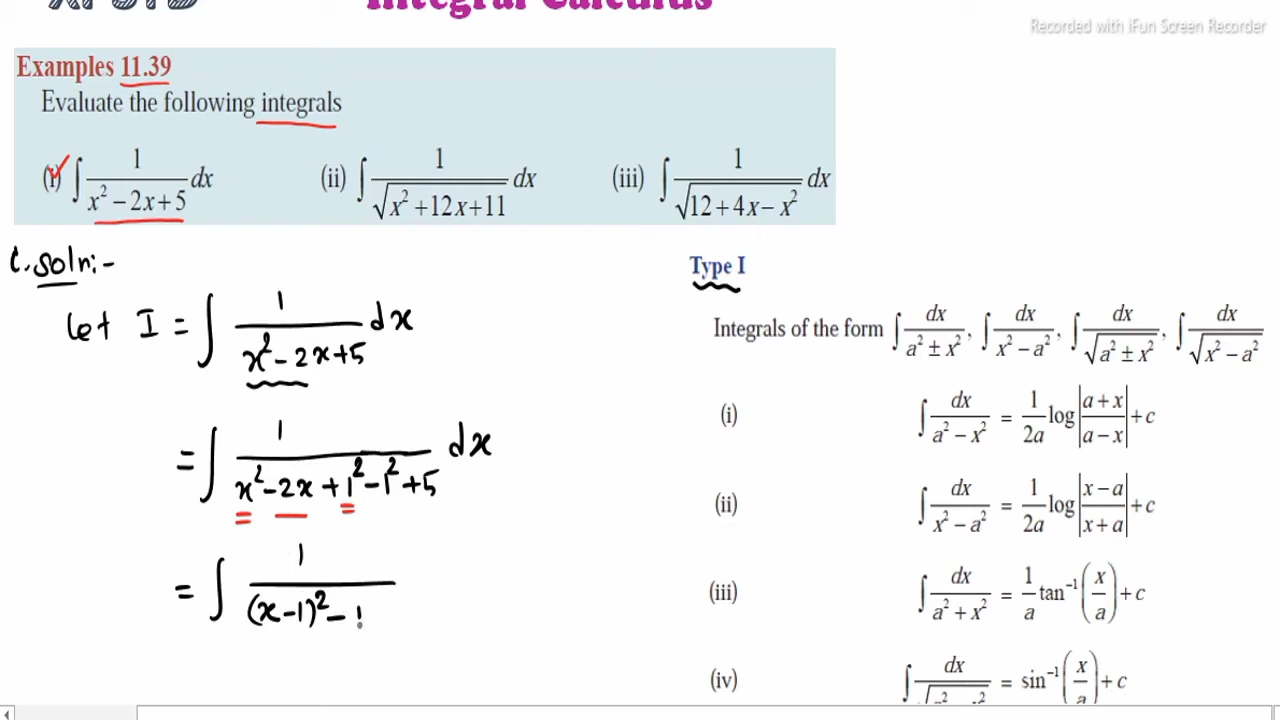 Integral Calculus
Recorded with iFun Screen Recorder
Examples 11.39
Evaluate the following integrals
(i) ∫ 1/(x² − 2x + 5) dx (ii) ∫ 1/√(x² + 12x + 11) dx (iii) ∫ 1/√(12 + 4x − x²) dx
(. soln:-
Let I = ∫ 1/(x² − 2x + 5) dx
= ∫ 1/(x² − 2x + 1² − 1² + 5) dx
= ∫ 1/((x − 1)² − 1
Type I
Integrals of the form ∫ dx/(a² ± x²), ∫ dx/(x² − a²), ∫ dx/√(a² ± x²), ∫ dx/√(x² − a²)
(i) ∫ dx/(a² − x²) = 1/2a log |(a + x)/(a − x)| + c
(ii) ∫ dx/(x² − a²) = 1/2a log |(x − a)/(x + a)| + c
(iii) ∫ dx/(a² + x²) = 1/a tan⁻¹ (x/a) + c
(iv) ∫ dx = sin⁻¹ (x/a) + c